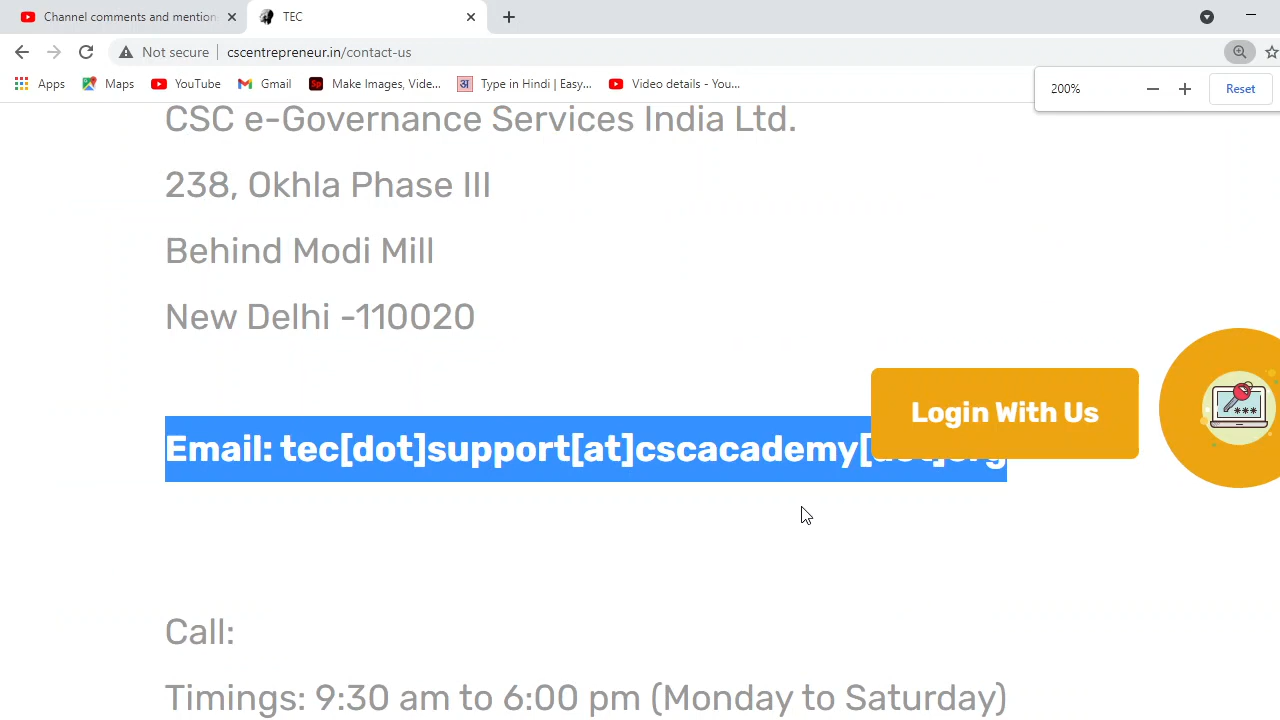 Channel comments and mention
TEC
Not secure
cscentrepreneur.in/contact-us
Apps
Maps
YouTube
Gmail
Make Images, Vide...
Type in Hindi | Easy...
Video details - You...
200%
Reset
CSC e-Governance Services India Ltd.
238, Okhla Phase III
Behind Modi Mill
New Delhi -110020
Login With Us
Email: tec[dot]support[at]cscacademy[dot]org
Call:
Timings: 9:30 am to 6:00 pm (Monday to Saturday)